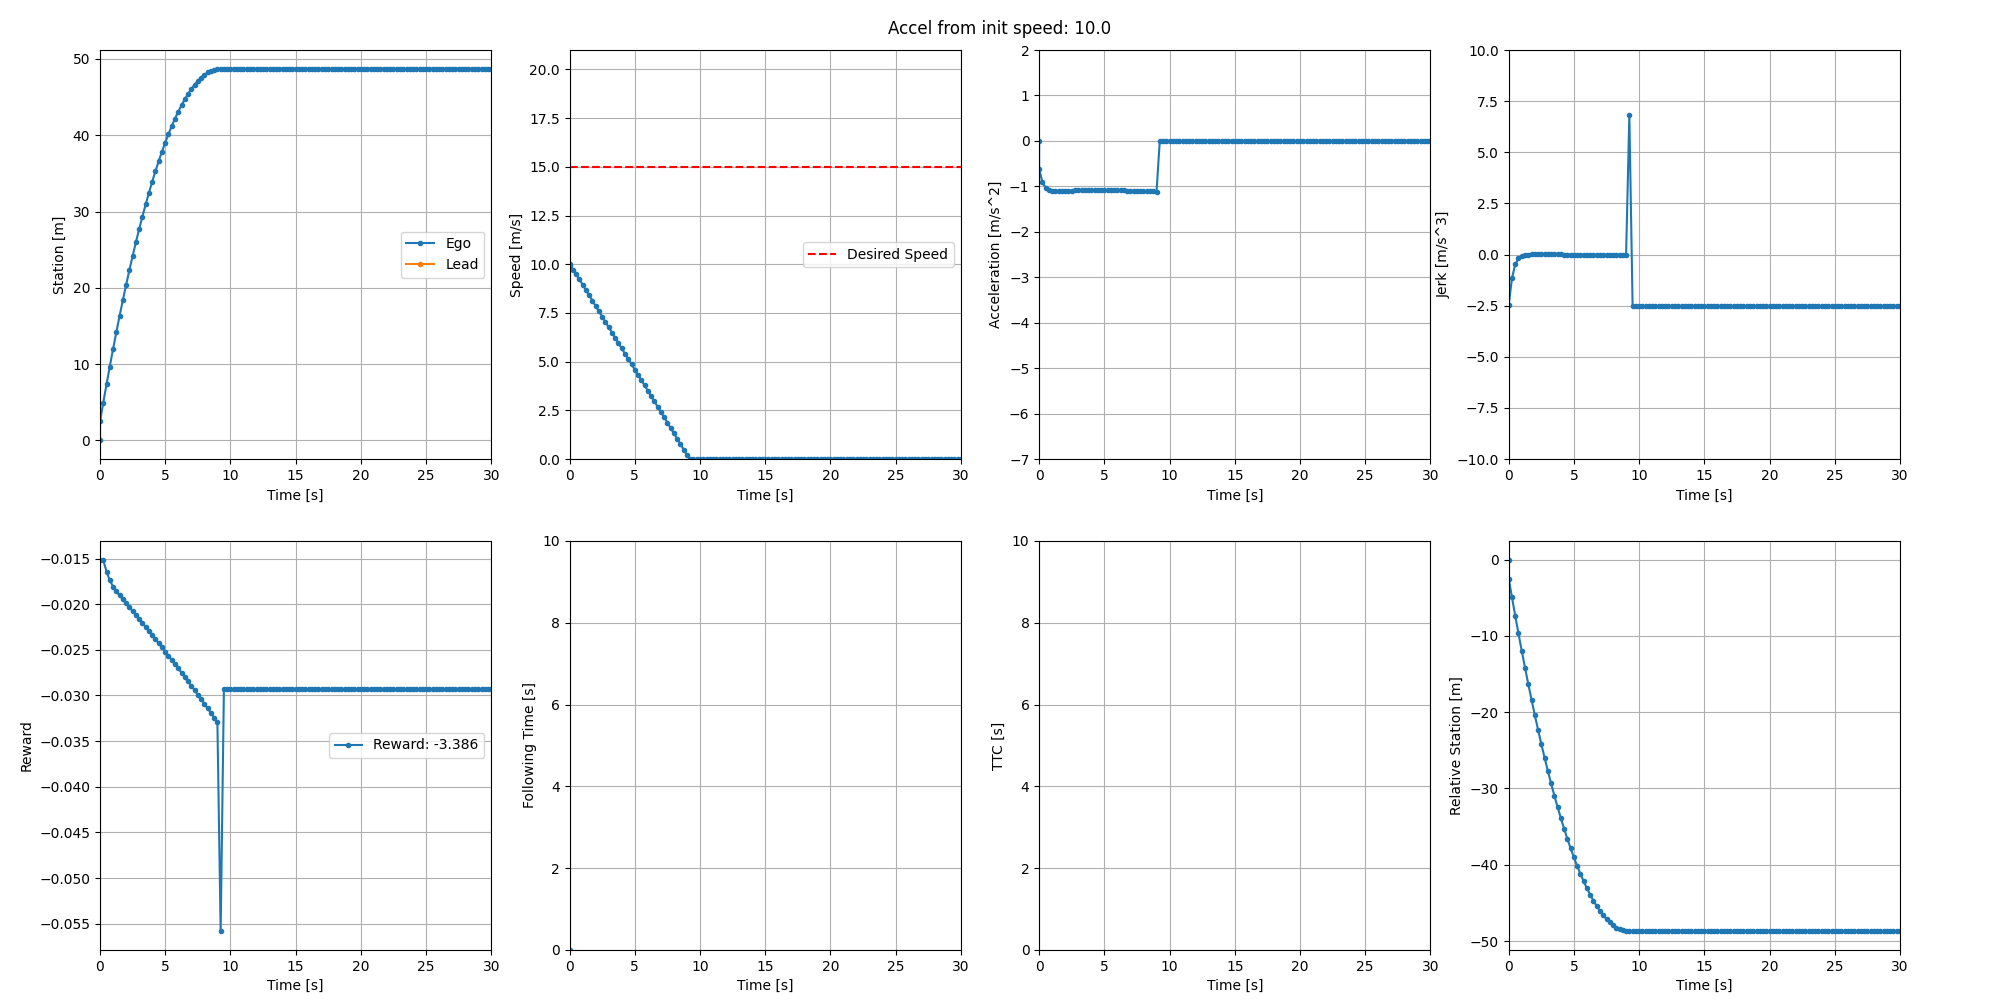 Accel from init speed: 10.0
50
40
30
20
10
0
Station [m]
Ego
Lead
0 5 10 15 20 25 30
Time [s]
20.0
17.5
15.0
12.5
10.0
7.5
5.0
2.5
0.0
Speed [m/s]
Desired Speed
0 5 10 15 20 25 30
Time [s]
2
1
0
−1
−2
−3
−4
−5
−6
−7
Acceleration [m/s^2]
0 5 10 15 20 25 30
Time [s]
10.0
7.5
5.0
2.5
0.0
−2.5
−5.0
−7.5
−10.0
Jerk [m/s^3]
0 5 10 15 20 25 30
Time [s]
−0.015
−0.020
−0.025
−0.030
−0.035
−0.040
−0.045
−0.050
−0.055
Reward
Reward: -3.386
0 5 10 15 20 25 30
Time [s]
10
8
6
4
2
0
Following Time [s]
0 5 10 15 20 25 30
Time [s]
10
8
6
4
2
0
TTC [s]
0 5 10 15 20 25 30
Time [s]
0
−10
−20
−30
−40
−50
Relative Station [m]
0 5 10 15 20 25 30
Time [s]